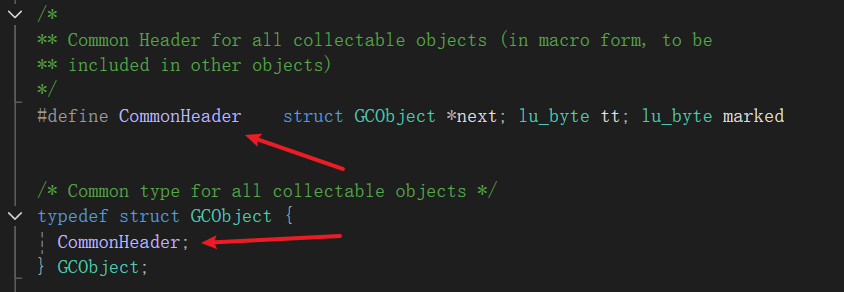 /*
** Common Header for all collectable objects (in macro form, to be
** included in other objects)
*/
#define CommonHeader    struct GCObject *next; lu_byte tt; lu_byte marked
/* Common type for all collectable objects */
typedef struct GCObject {
  CommonHeader;
} GCObject;